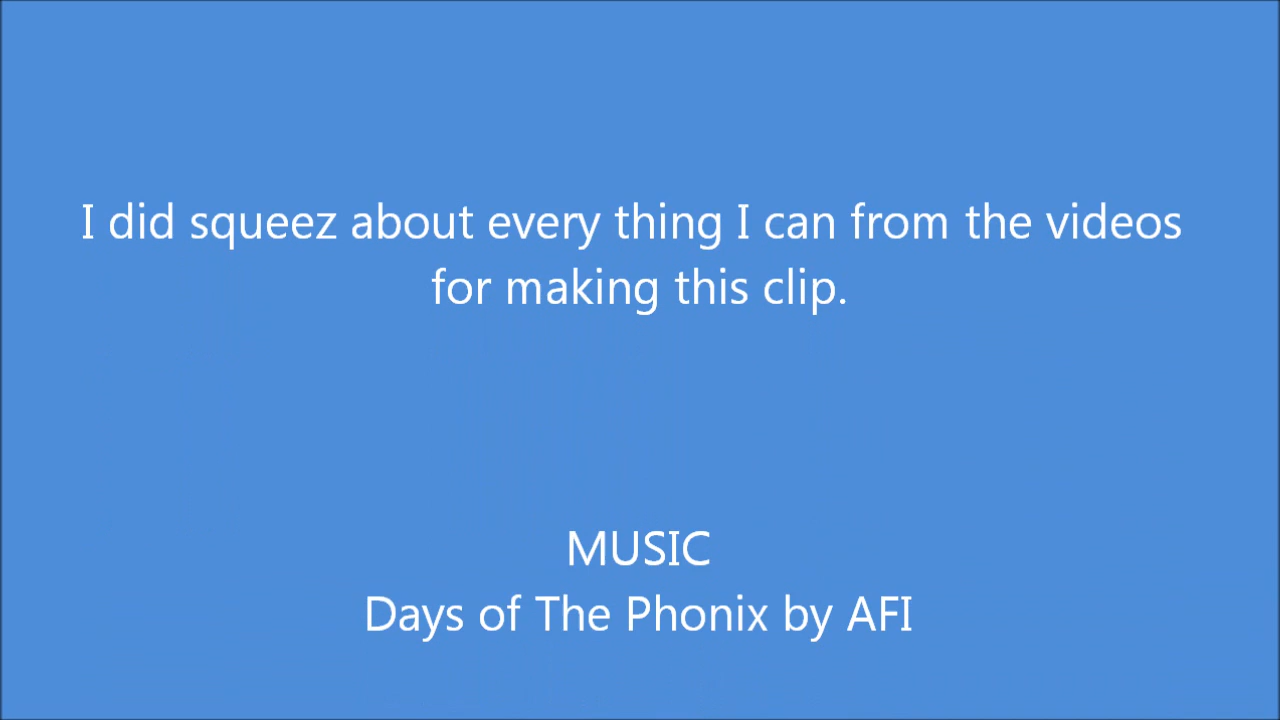 I did squeez about every thing I can from the videos
for making this clip.
MUSIC
Days of The Phonix by AFI